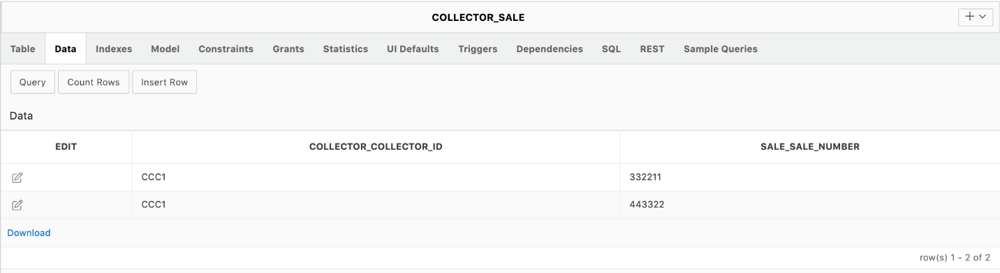 COLLECTOR_SALE
Table Data Indexes Model Constraints Grants Statistics UI Defaults Triggers Dependencies SQL REST Sample Queries
Query Count Rows Insert Row
Data
EDIT COLLECTOR_COLLECTOR_ID SALE_SALE_NUMBER
CCC1 332211
CCC1 443322
Download
row(s) 1 - 2 of 2